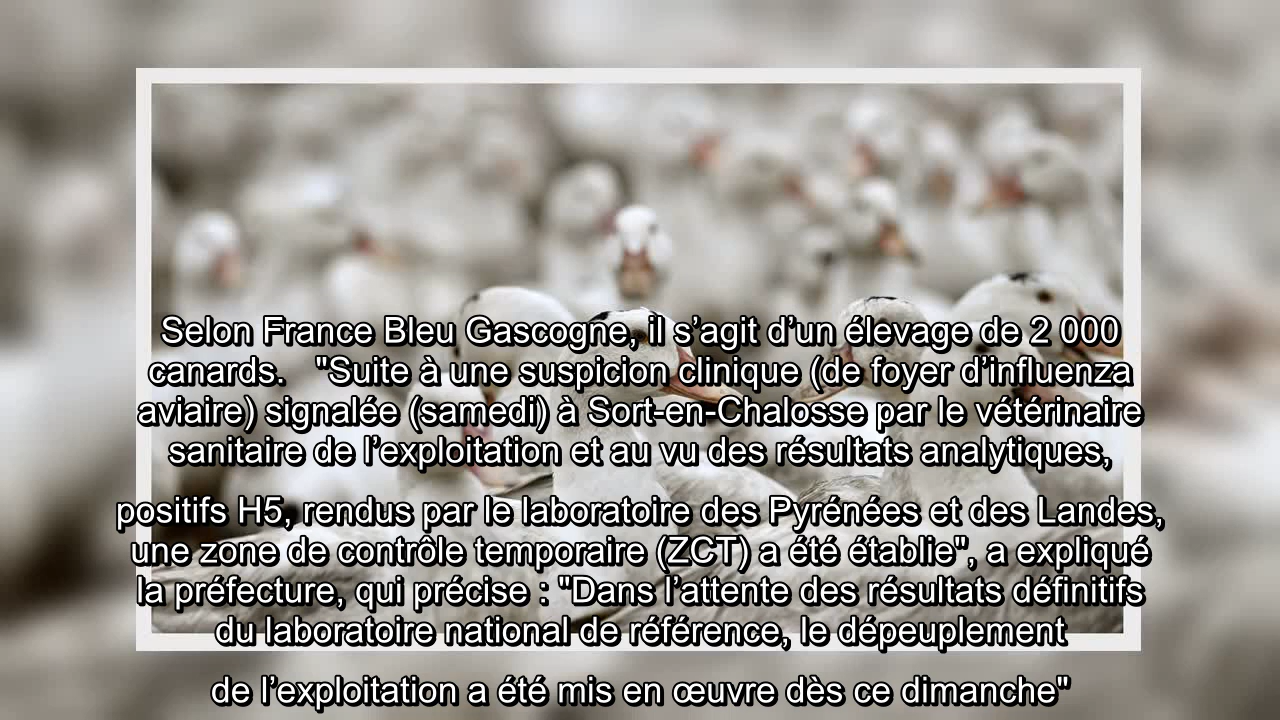 Selon France Bleu Gascogne, il s’agit d’un élevage de 2 000
canards.   "Suite à une suspicion clinique (de foyer d’influenza
aviaire) signalée (samedi) à Sort-en-Chalosse par le vétérinaire
sanitaire de l’exploitation et au vu des résultats analytiques,
positifs H5, rendus par le laboratoire des Pyrénées et des Landes,
une zone de contrôle temporaire (ZCT) a été établie", a expliqué
la préfecture, qui précise : "Dans l’attente des résultats définitifs
du laboratoire national de référence, le dépeuplement
de l’exploitation a été mis en œuvre dès ce dimanche"